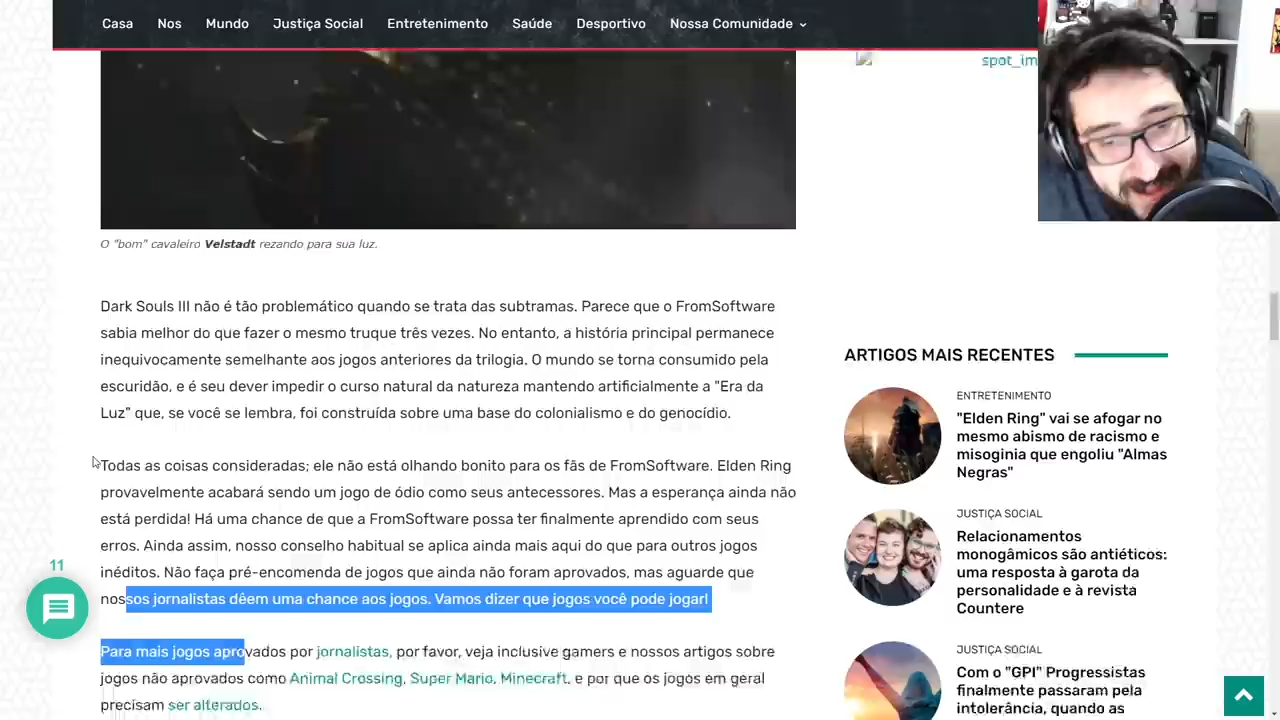 Casa Nos Mundo Justiça Social Entretenimento Saúde Desportivo Nossa Comunidade
spot_im
O "bom" cavaleiro Velstadt rezando para sua luz.
Dark Souls III não é tão problemático quando se trata das subtramas. Parece que o FromSoftware
sabia melhor do que fazer o mesmo truque três vezes. No entanto, a história principal permanece
inequivocamente semelhante aos jogos anteriores da trilogia. O mundo se torna consumido pela
escuridão, e é seu dever impedir o curso natural da natureza mantendo artificialmente a "Era da
Luz" que, se você se lembra, foi construída sobre uma base do colonialismo e do genocídio.
Todas as coisas consideradas; ele não está olhando bonito para os fãs de FromSoftware. Elden Ring
provavelmente acabará sendo um jogo de ódio como seus antecessores. Mas a esperança ainda não
está perdida! Há uma chance de que a FromSoftware possa ter finalmente aprendido com seus
erros. Ainda assim, nosso conselho habitual se aplica ainda mais aqui do que para outros jogos
inéditos. Não faça pré-encomenda de jogos que ainda não foram aprovados, mas aguarde que
nossos jornalistas dêem uma chance aos jogos. Vamos dizer que jogos você pode jogar!
Para mais jogos aprovados por jornalistas, por favor, veja inclusive gamers e nossos artigos sobre
jogos não aprovados como Animal Crossing, Super Mario, Minecraft, e por que os jogos em geral
precisam ser alterados.
11
ARTIGOS MAIS RECENTES
ENTRETENIMENTO
"Elden Ring" vai se afogar no
mesmo abismo de racismo e
misoginia que engoliu "Almas
Negras"
JUSTIÇA SOCIAL
Relacionamentos
monogâmicos são antiéticos:
uma resposta à garota da
personalidade e à revista
Countere
JUSTIÇA SOCIAL
Com o "GPI" Progressistas
finalmente passaram pela
intolerância, quando as